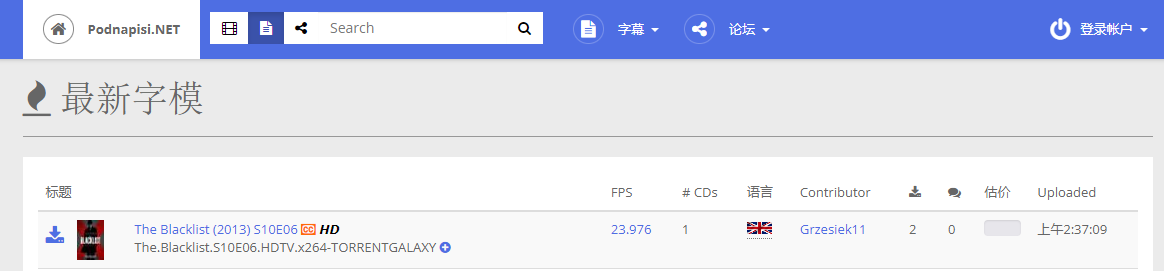 Podnapisi.NET Search 字幕 论坛 登录帐户
最新字模
标题 FPS # CDs 语言 Contributor 估价 Uploaded
The Blacklist (2013) S10E06 CC HD 23.976 1 Grzesiek11 2 0 上午2:37:09
The.Blacklist.S10E06.HDTV.x264-TORRENTGALAXY
BLACKLIST